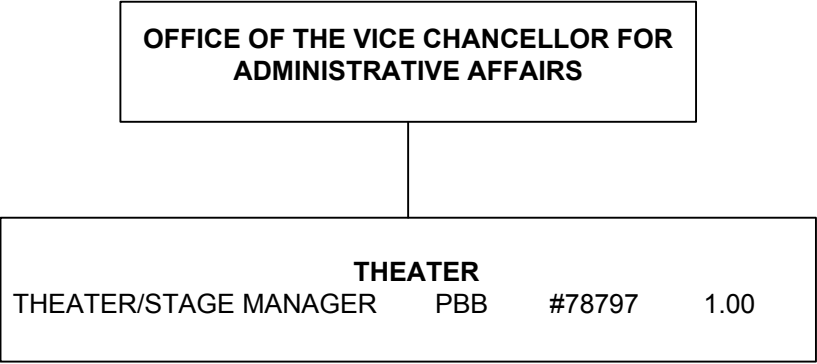 OFFICE OF THE VICE CHANCELLOR FOR
ADMINISTRATIVE AFFAIRS
THEATER
THEATER/STAGE MANAGER PBB #78797 1.00